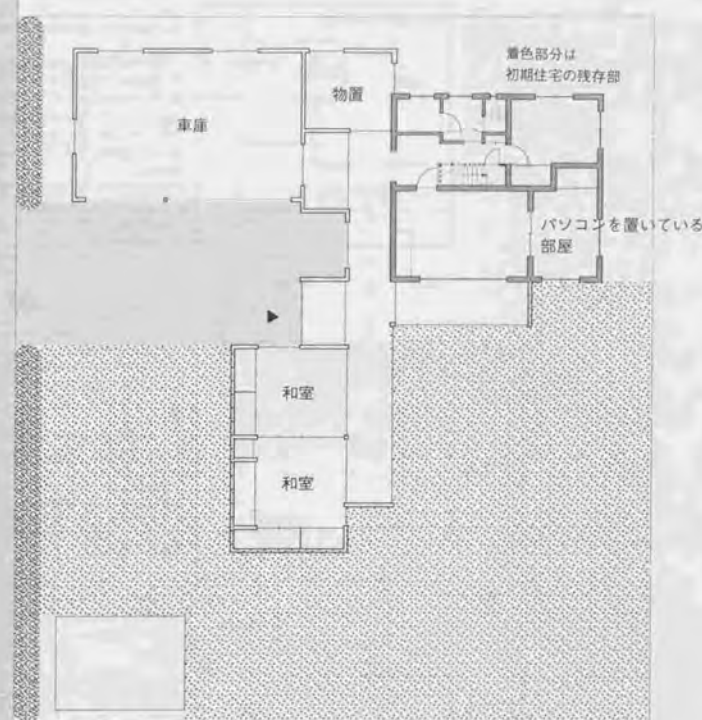 着色部分は
初期住宅の残存部
物置
車庫
パソコンを置いている
部屋
和室
和室